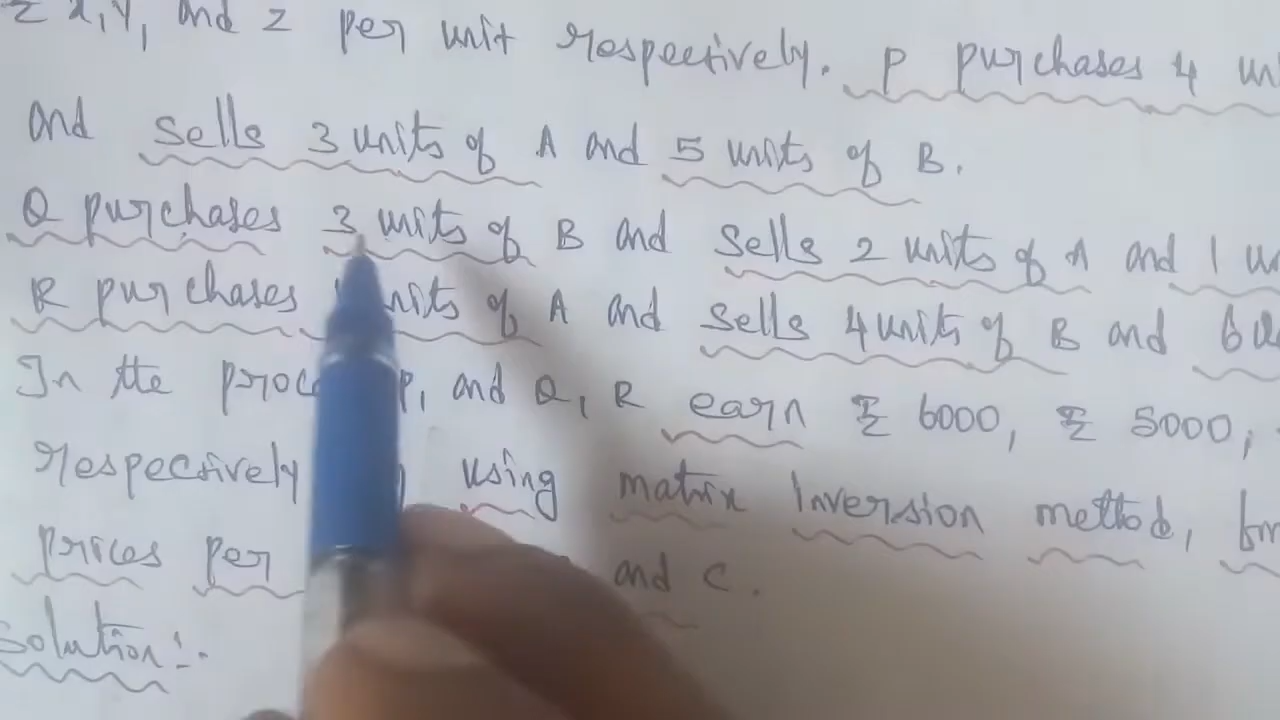 ₹ x, y, and z per unit respectively. P purchases 4
and sells 3 units of A and 5 units of B.
Q purchases 3 units of B and sells 2 units of A and 1
R purchases units of A and sells 4 units of B and 6
In the P, and Q, R earn ₹ 6000, ₹ 5000,
respectively using matrix inversion method,
prices per and C.
Solution:-